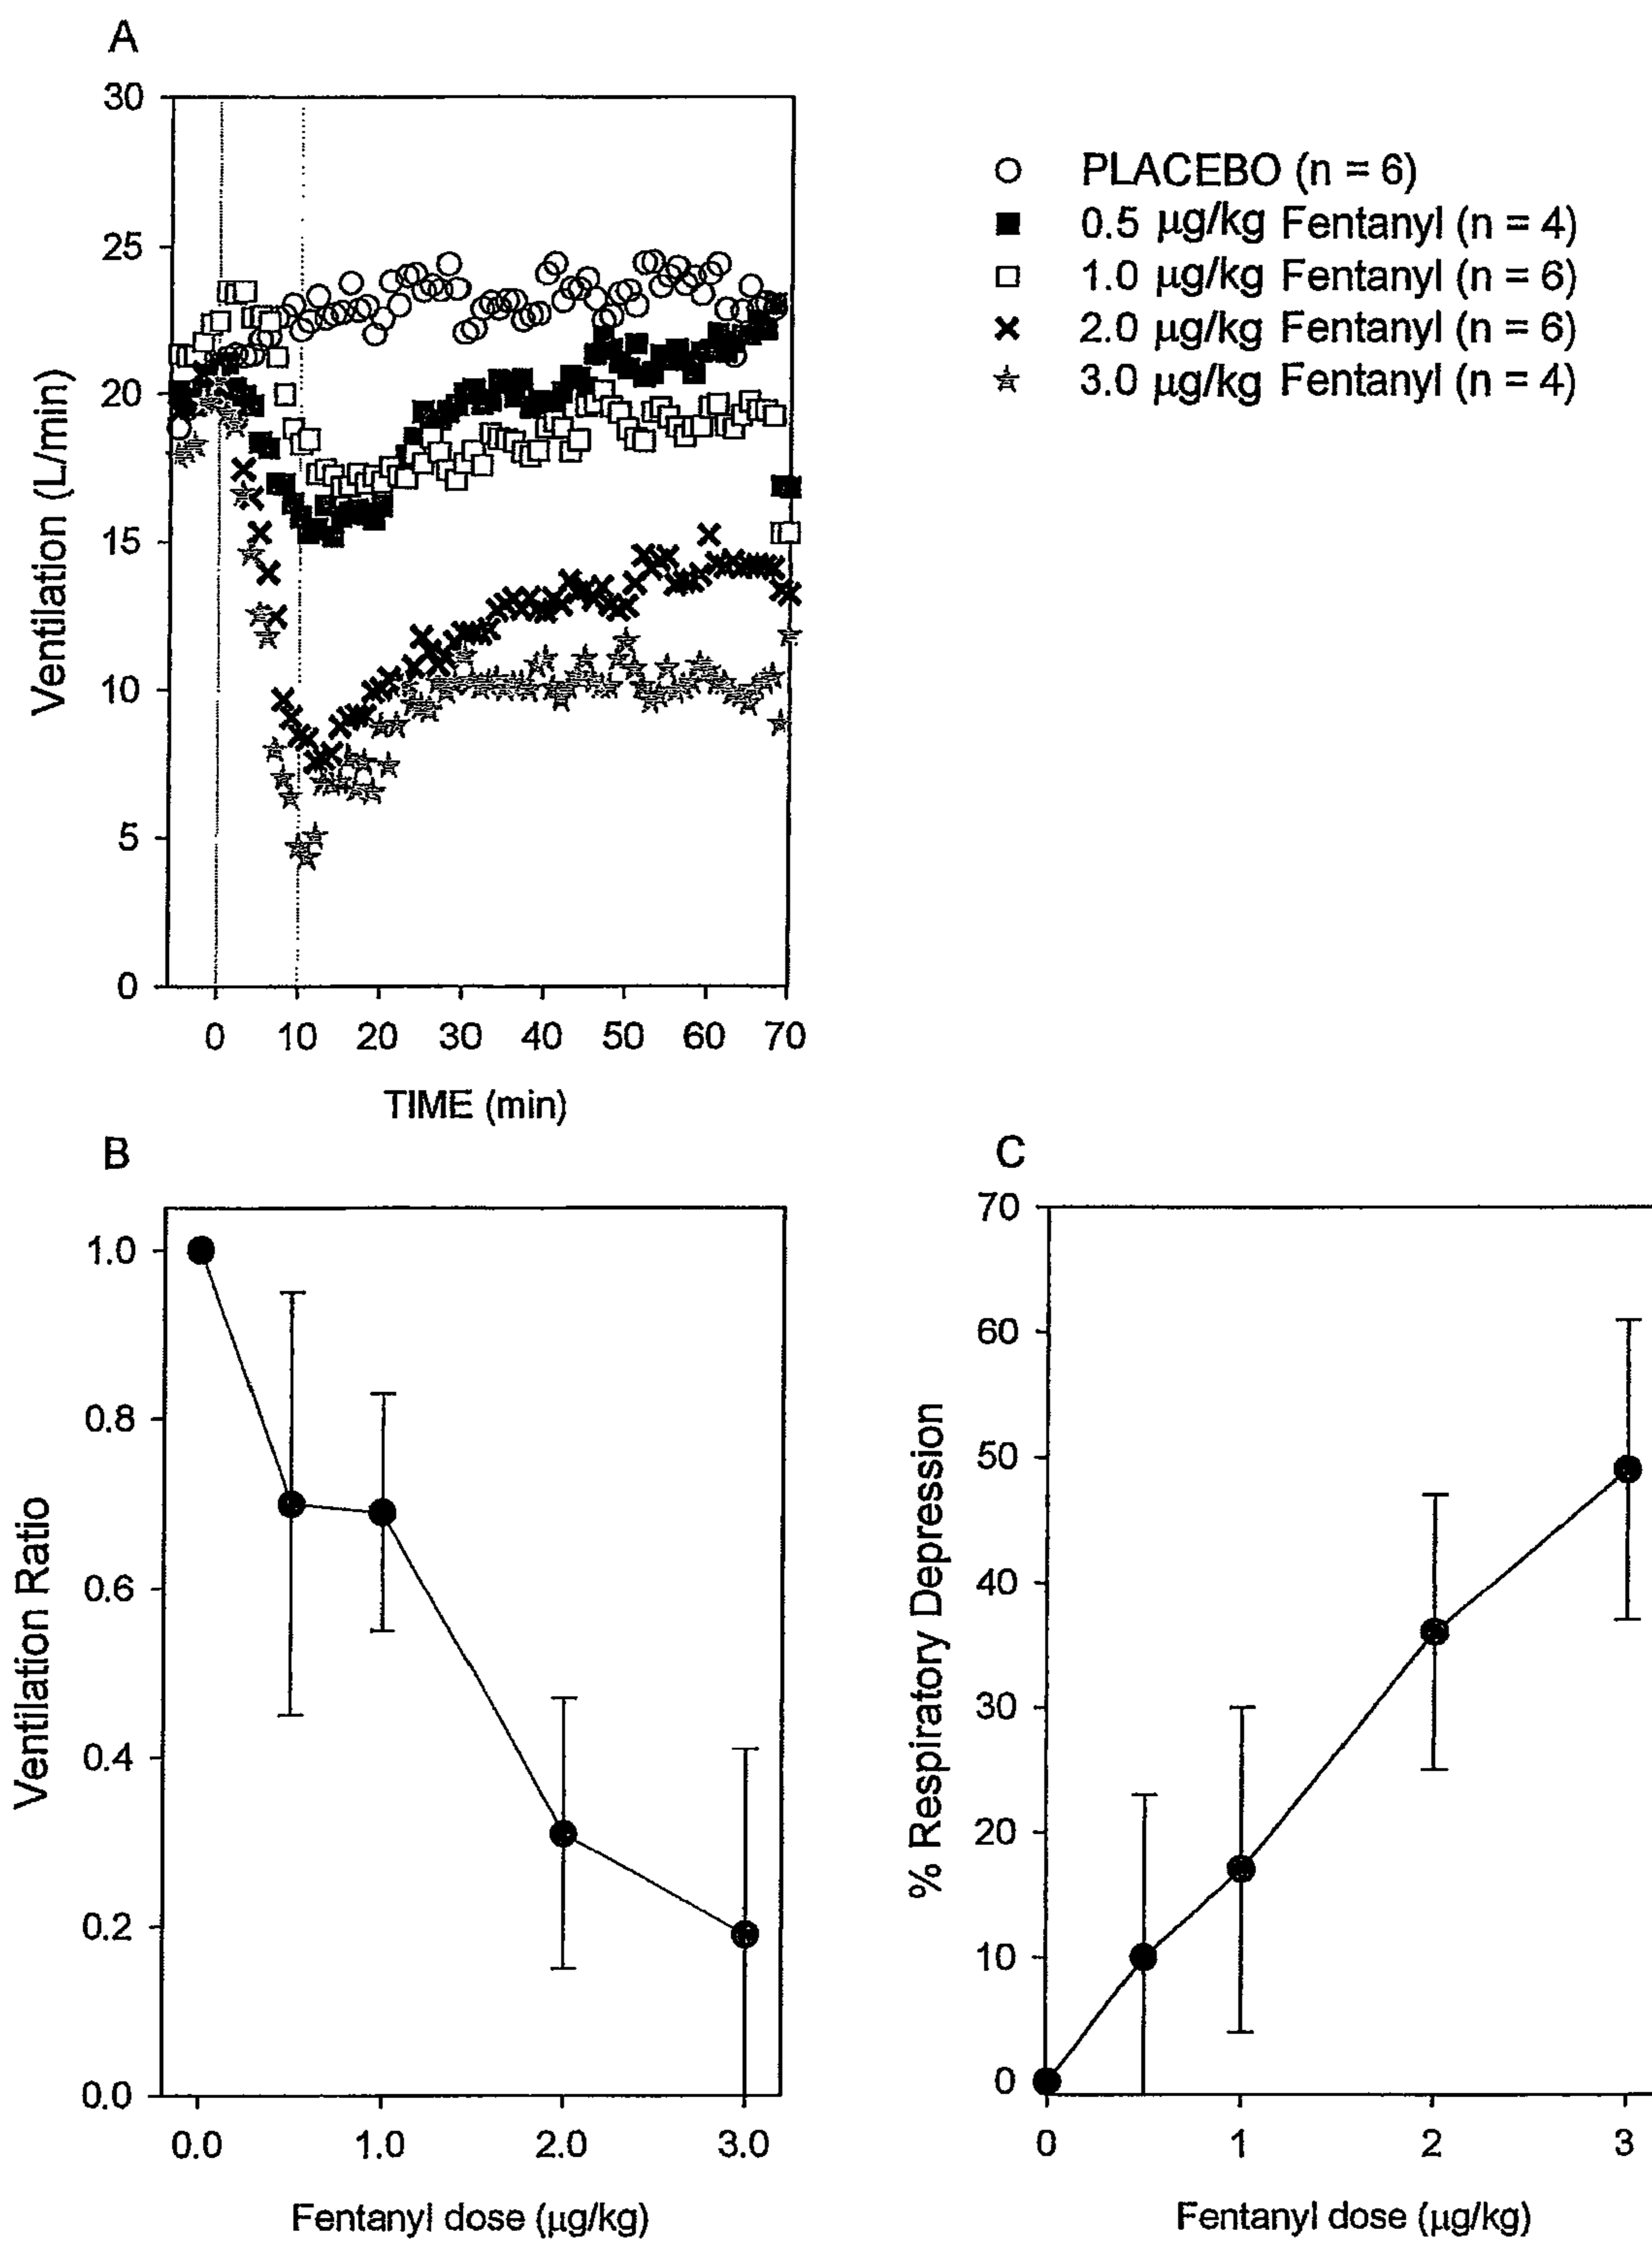 A
30
25
20
15
10
5
0
Ventilation (L/min)
0 10 20 30 40 50 60 70
TIME (min)
PLACEBO (n = 6)
0.5 µg/kg Fentanyl (n = 4)
1.0 µg/kg Fentanyl (n = 6)
2.0 µg/kg Fentanyl (n = 6)
3.0 µg/kg Fentanyl (n = 4)
B
1.0
0.8
0.6
0.4
0.2
0.0
Ventilation Ratio
0.0 1.0 2.0 3.0
Fentanyl dose (µg/kg)
C
70
60
50
40
30
20
10
0
% Respiratory Depression
0 1 2 3
Fentanyl dose (µg/kg)